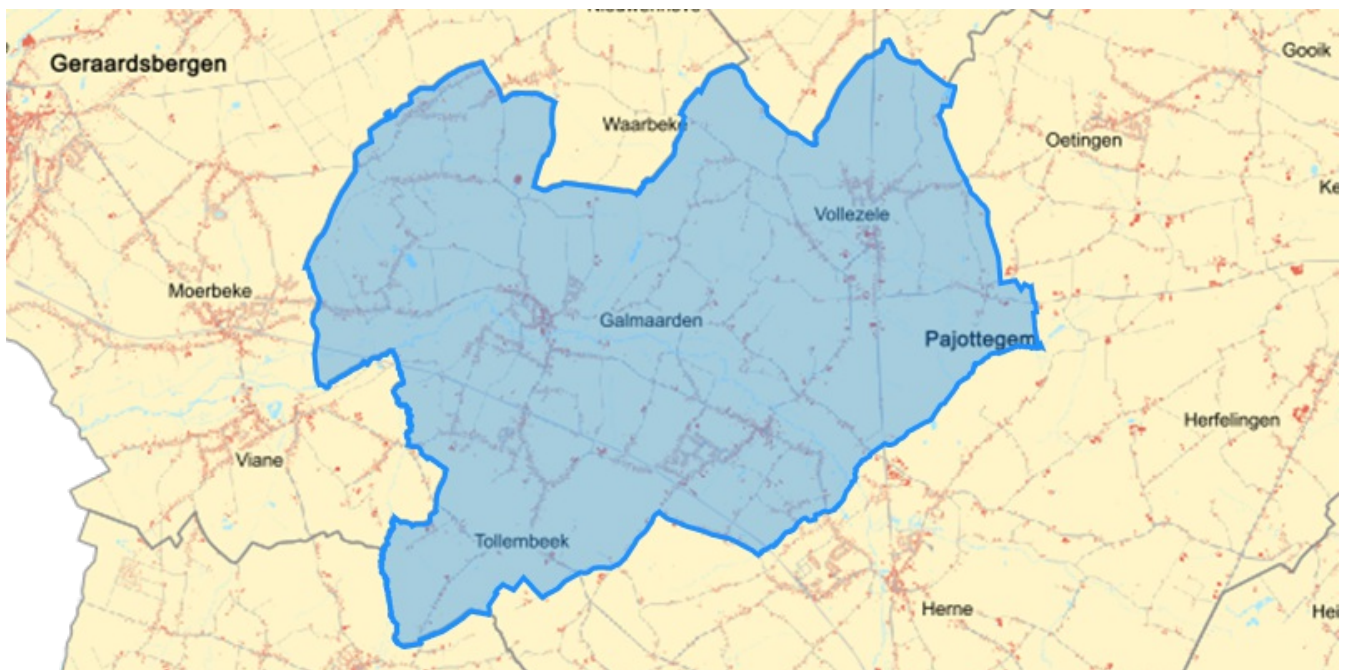 Geraardsbergen
Gooik
Waarbeke
Oetingen
Vollezele
Moerbeke
Galmaarden
Pajottegem
Herfelingen
Viane
Tollembeek
Herne